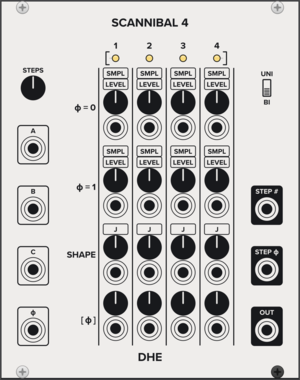 SCANNIBAL 4
1 2 3 4
STEPS
UNI
BI
SMPL SMPL SMPL SMPL
LEVEL LEVEL LEVEL LEVEL
ϕ = 0
A
SMPL SMPL SMPL SMPL
LEVEL LEVEL LEVEL LEVEL
ϕ = 1
B
STEP #
J J J J
SHAPE
C
STEP ϕ
[ ϕ ]
ϕ
OUT
DHE